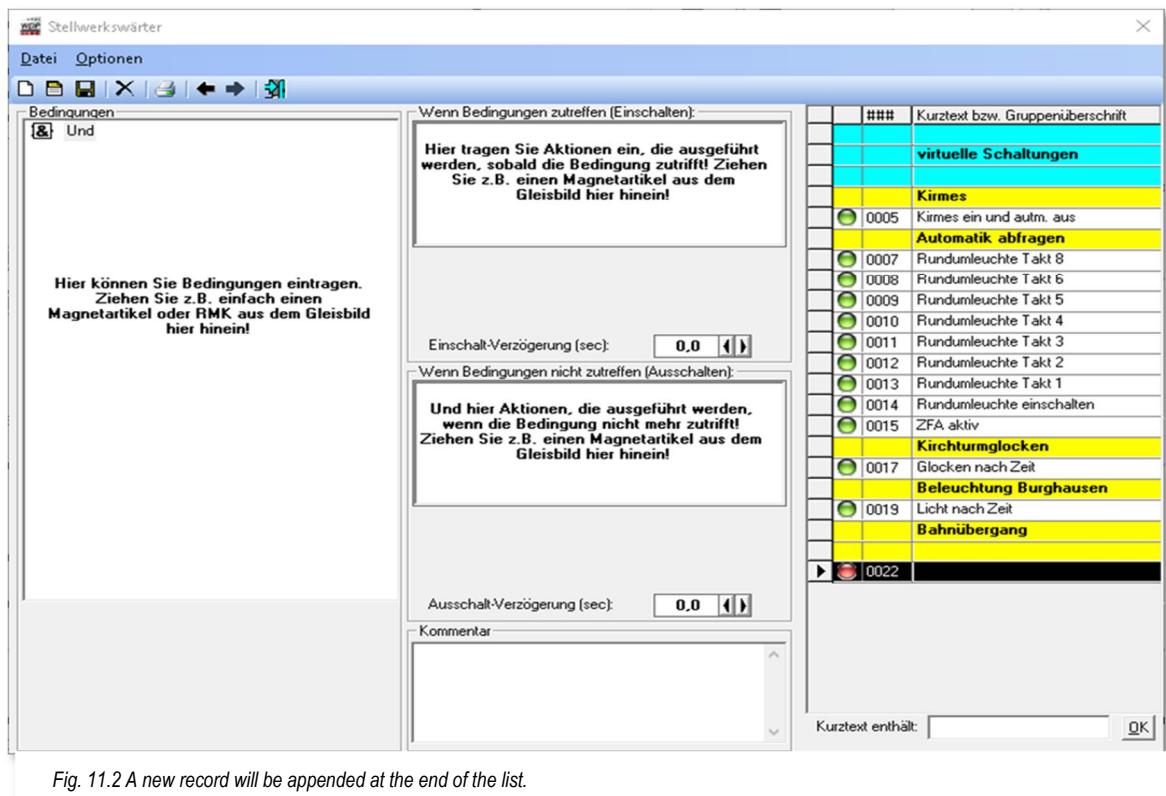 WDP Stellwerkswärter
Datei Optionen
Bedingungen
& Und
Hier können Sie Bedingungen eintragen.
Ziehen Sie z.B. einfach einen
Magnetartikel oder RMK aus dem Gleisbild
hier hinein!
Wenn Bedingungen zutreffen (Einschalten):
Hier tragen Sie Aktionen ein, die ausgeführt
werden, sobald die Bedingung zutrifft! Ziehen
Sie z.B. einen Magnetartikel aus dem
Gleisbild hier hinein!
Einschalt-Verzögerung (sec): 0,0
Wenn Bedingungen nicht zutreffen (Ausschalten):
Und hier Aktionen, die ausgeführt werden,
wenn die Bedingung nicht mehr zutrifft!
Ziehen Sie z.B. einen Magnetartikel aus dem
Gleisbild hier hinein!
Ausschalt-Verzögerung (sec): 0,0
Kommentar
### Kurztext bzw. Gruppenüberschrift
virtuelle Schaltungen
Kirmes
0005 Kirmes ein und autm. aus
Automatik abfragen
0007 Rundumleuchte Takt 8
0008 Rundumleuchte Takt 6
0009 Rundumleuchte Takt 5
0010 Rundumleuchte Takt 4
0011 Rundumleuchte Takt 3
0012 Rundumleuchte Takt 2
0013 Rundumleuchte Takt 1
0014 Rundumleuchte einschalten
0015 ZFA aktiv
Kirchturmglocken
0017 Glocken nach Zeit
Beleuchtung Burghausen
0019 Licht nach Zeit
Bahnübergang
0022
Kurztext enthält: OK
Fig. 11.2 A new record will be appended at the end of the list.